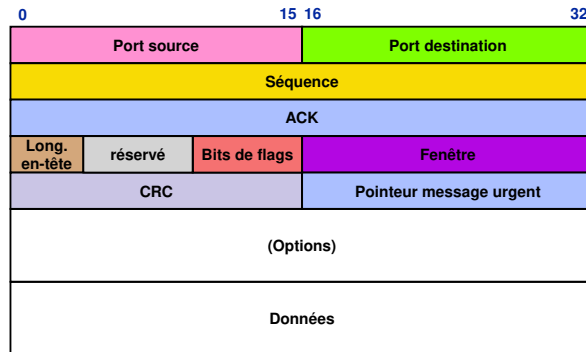 0 15 16 32
Port source Port destination
Séquence
ACK
Long. en-tête réservé Bits de flags Fenêtre
CRC Pointeur message urgent
(Options)
Données